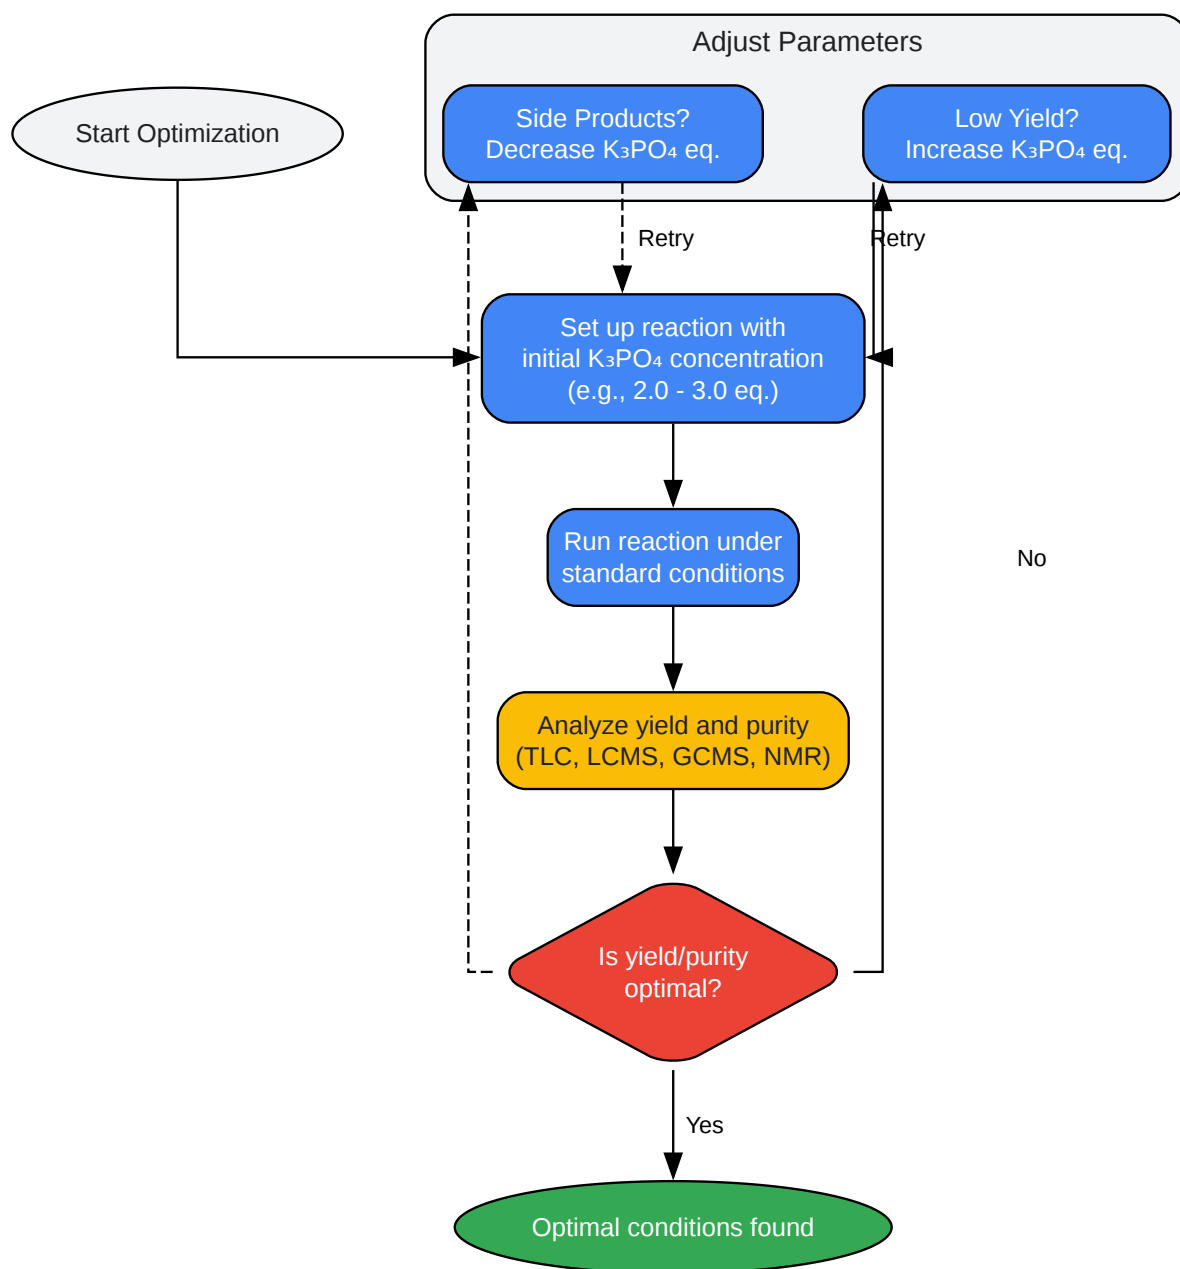 Adjust Parameters
Start Optimization
Side Products?
Decrease K₃PO₄ eq.
Low Yield?
Increase K₃PO₄ eq.
Retry
Retry
Set up reaction with
initial K₃PO₄ concentration
(e.g., 2.0 - 3.0 eq.)
Run reaction under
standard conditions
No
Analyze yield and purity
(TLC, LCMS, GCMS, NMR)
Is yield/purity
optimal?
Yes
Optimal conditions found